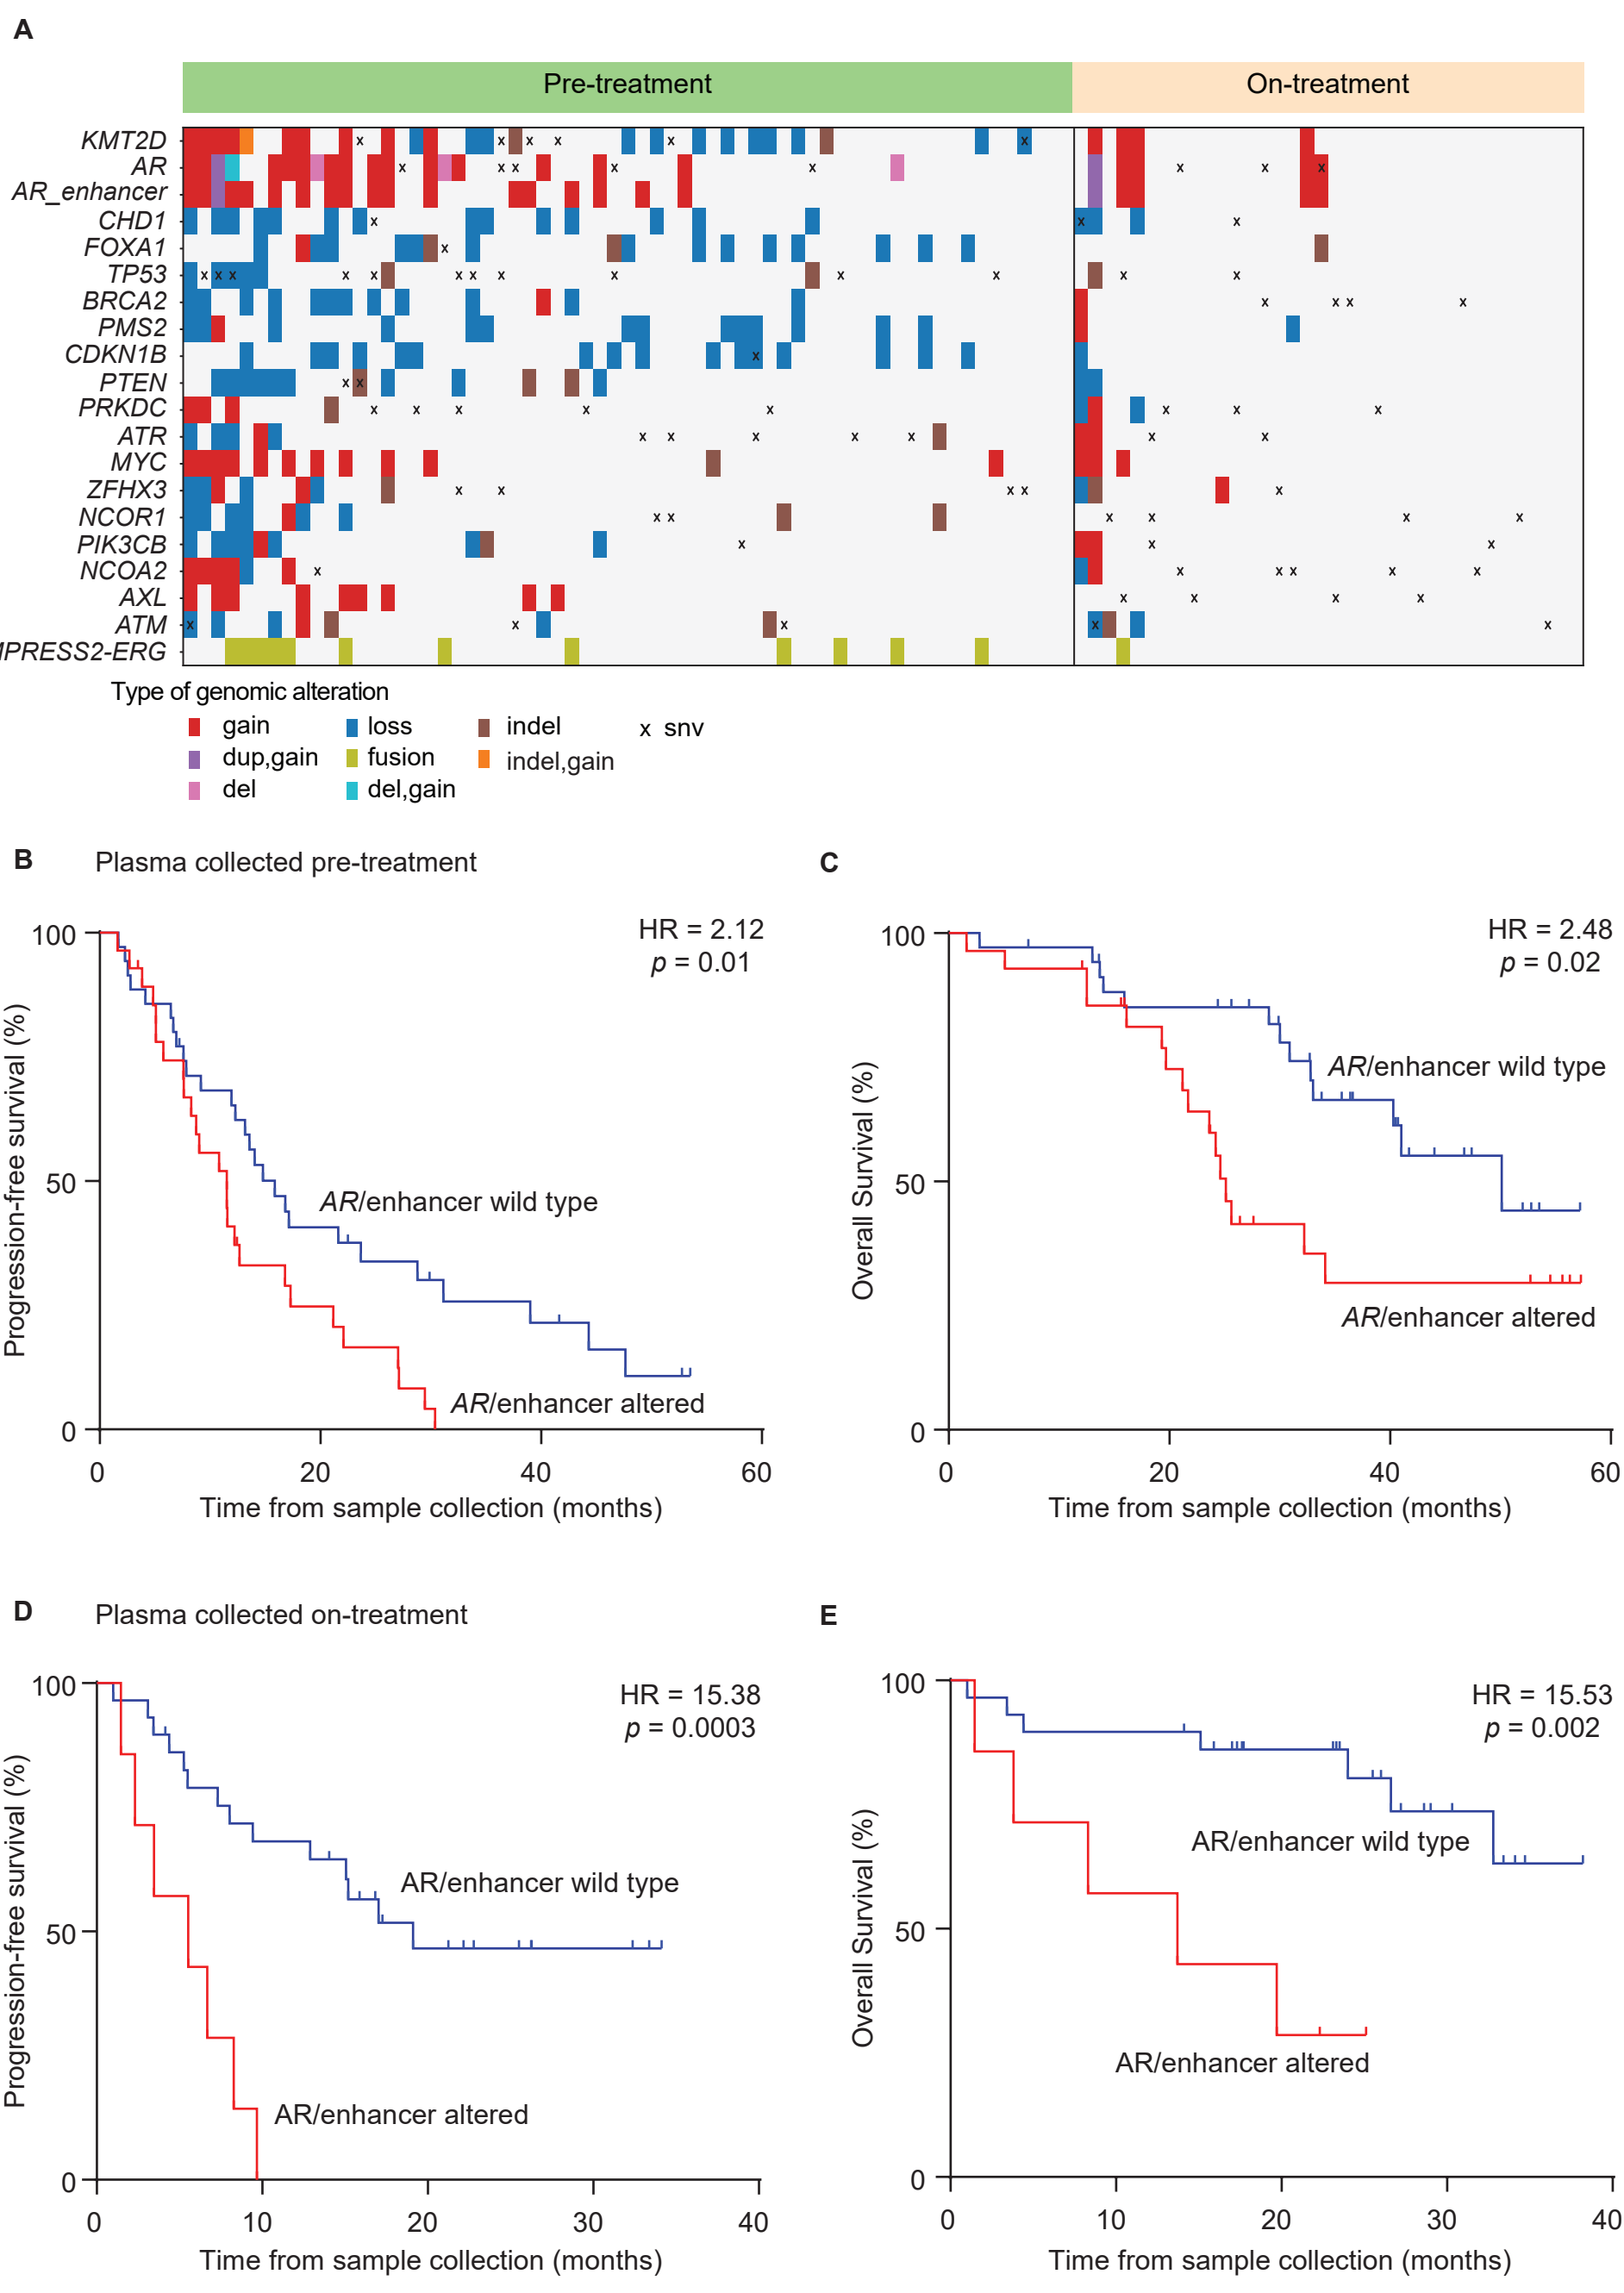 A
Pre-treatment
On-treatment
KMT2D
AR
AR_enhancer
CHD1
FOXA1
TP53
BRCA2
PMS2
CDKN1B
PTEN
PRKDC
ATR
MYC
ZFHX3
NCOR1
PIK3CB
NCOA2
AXL
ATM
MPRESS2-ERG
Type of genomic alteration
gain loss indel x snv
dup,gain fusion indel,gain
del del,gain
B Plasma collected pre-treatment
Progression-free survival (%)
100
50
0
HR = 2.12
p = 0.01
AR/enhancer wild type
AR/enhancer altered
0 20 40 60
Time from sample collection (months)
C
Overall Survival (%)
100
50
0
HR = 2.48
p = 0.02
AR/enhancer wild type
AR/enhancer altered
0 20 40 60
Time from sample collection (months)
D Plasma collected on-treatment
Progression-free survival (%)
100
50
0
HR = 15.38
p = 0.0003
AR/enhancer wild type
AR/enhancer altered
0 10 20 30 40
Time from sample collection (months)
E
Overall Survival (%)
100
50
0
HR = 15.53
p = 0.002
AR/enhancer wild type
AR/enhancer altered
0 10 20 30 40
Time from sample collection (months)